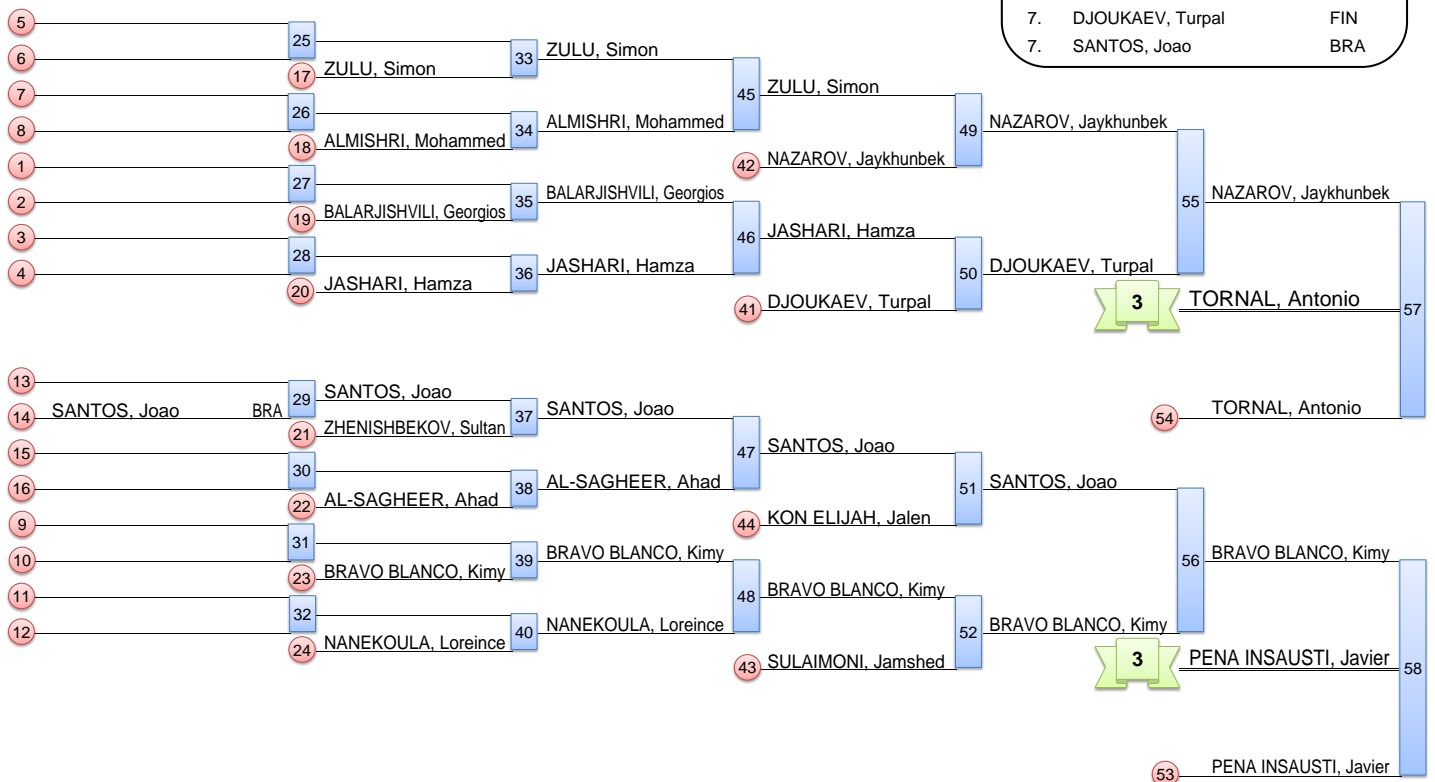 7. DJOUKAEV, Turpal FIN
7. SANTOS, Joao BRA
5
25
6
33 ZULU, Simon
17 ZULU, Simon
7
45 ZULU, Simon
26
8
34 ALMISHRI, Mohammed
49 NAZAROV, Jaykhunbek
18 ALMISHRI, Mohammed
1
42 NAZAROV, Jaykhunbek
27
2
35 BALARJISHVILI, Georgios
55 NAZAROV, Jaykhunbek
19 BALARJISHVILI, Georgios
3
46 JASHARI, Hamza
28
4
36 JASHARI, Hamza
50 DJOUKAEV, Turpal
20 JASHARI, Hamza
3 TORNAL, Antonio
41 DJOUKAEV, Turpal
57
13
29 SANTOS, Joao
14 SANTOS, Joao BRA
37 SANTOS, Joao
54 TORNAL, Antonio
21 ZHENISHBEKOV, Sultan
15
47 SANTOS, Joao
30
16
38 AL-SAGHEER, Ahad
51 SANTOS, Joao
22 AL-SAGHEER, Ahad
9
44 KON ELIJAH, Jalen
31
10
39 BRAVO BLANCO, Kimy
56 BRAVO BLANCO, Kimy
23 BRAVO BLANCO, Kimy
11
48 BRAVO BLANCO, Kimy
32
12
40 NANEKOULA, Loreince
52 BRAVO BLANCO, Kimy
24 NANEKOULA, Loreince
3 PENA INSAUSTI, Javier
43 SULAIMONI, Jamshed
58
53 PENA INSAUSTI, Javier